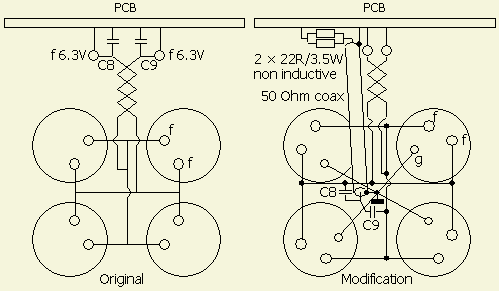 PCB
PCB
f 6.3V
f 6.3V
C8
C9
2 × 22R/3.5W
non inductive
50 Ohm coax
f
f
f
f
g
C8
C9
Original
Modification